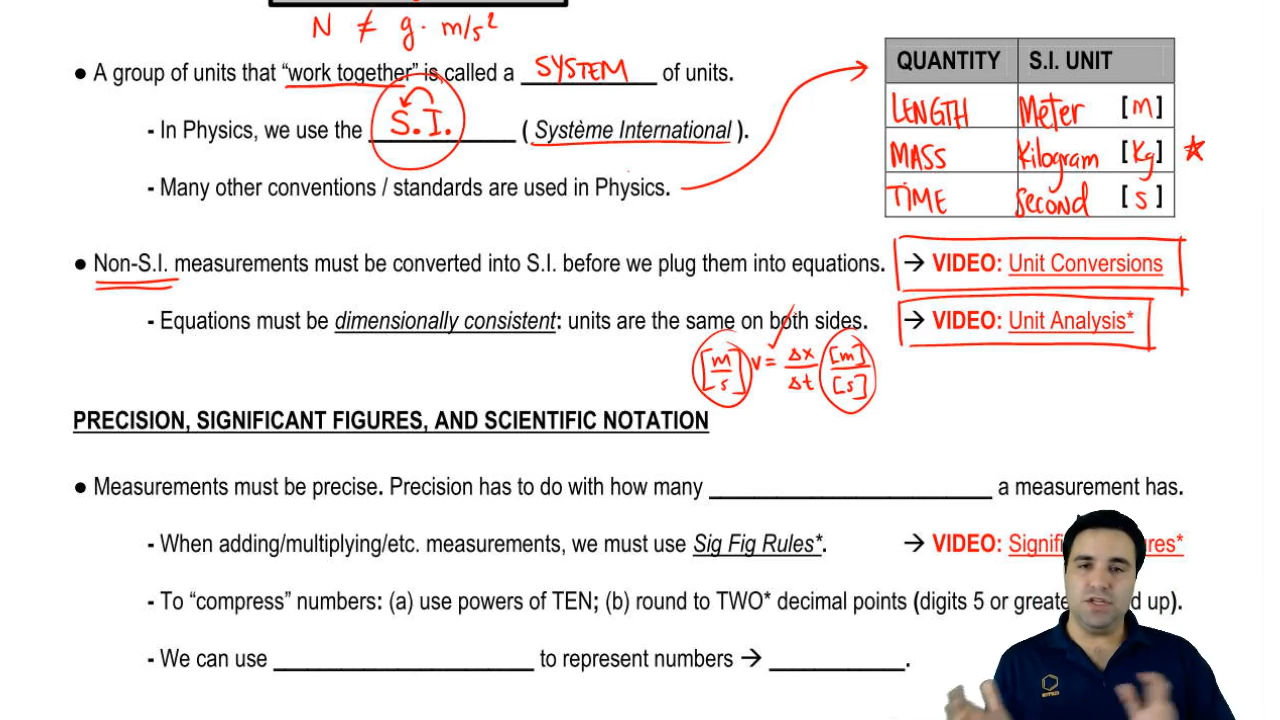 N ≠ g · m/s²
● A group of units that “work together” is called a SYSTEM of units.
- In Physics, we use the S.I. ( Système International ).
- Many other conventions / standards are used in Physics.
QUANTITY S.I. UNIT
LENGTH Meter [m]
MASS Kilogram [Kg]
TIME Second [s]
● Non-S.I. measurements must be converted into S.I. before we plug them into equations. → VIDEO: Unit Conversions
- Equations must be dimensionally consistent: units are the same on both sides. → VIDEO: Unit Analysis*
[m/s] v = Δx/Δt [m]/[s]
PRECISION, SIGNIFICANT FIGURES, AND SCIENTIFIC NOTATION
● Measurements must be precise. Precision has to do with how many ____ a measurement has.
- When adding/multiplying/etc. measurements, we must use Sig Fig Rules*. → VIDEO:
- To “compress” numbers: (a) use powers of TEN; (b) round to TWO* decimal points (digits 5 or up).
- We can use ____ to represent numbers → ____.